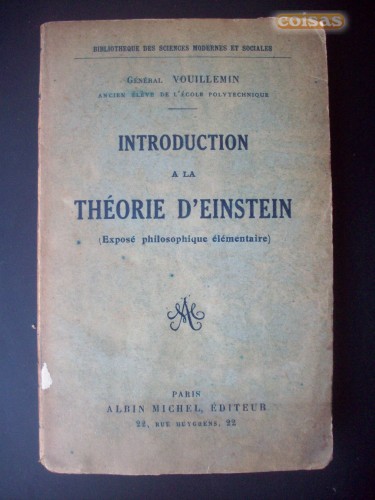 coisas
BIBLIOTHÈQUE DES SCIENCES MODERNES ET SOCIALES
GÉNÉRAL VOUILLEMIN
ANCIEN ÉLÈVE DE L'ÉCOLE POLYTECHNIQUE
INTRODUCTION
A LA
THÉORIE D'EINSTEIN
(Exposé philosophique élémentaire)
AM
PARIS
ALBIN MICHEL, ÉDITEUR
22, RUE HUYGHENS, 22